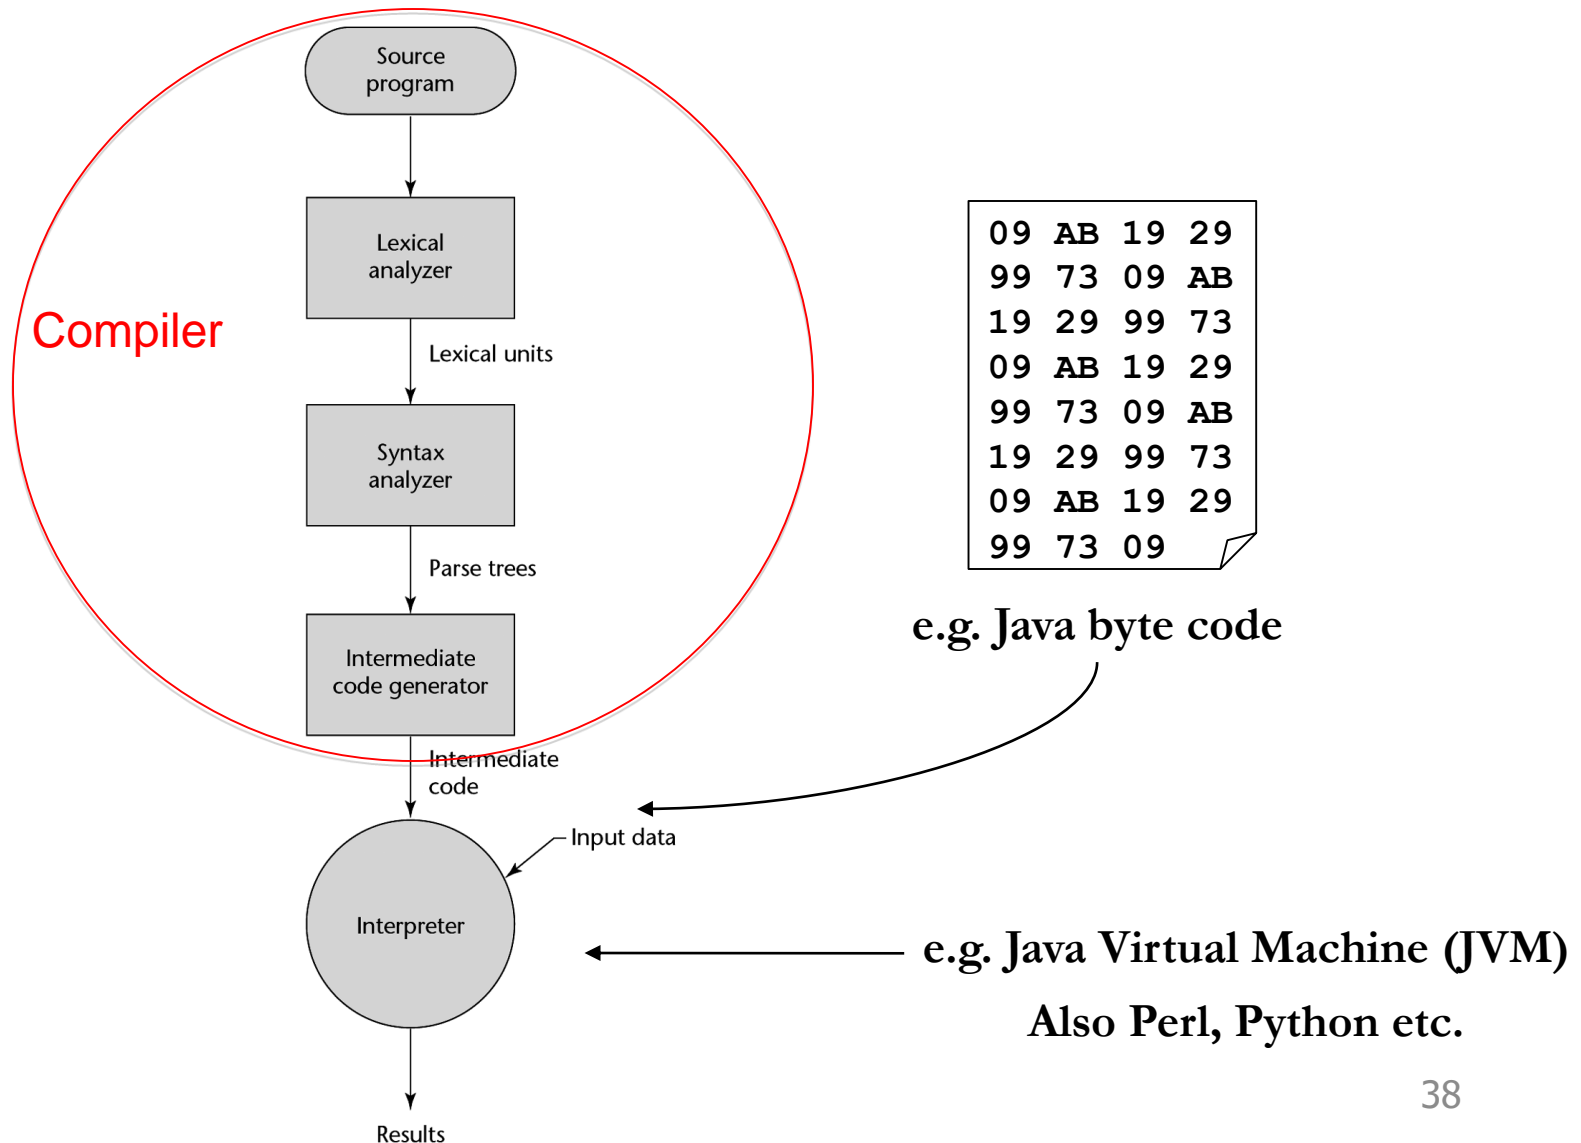 Source
program
Lexical
analyzer
Compiler
Lexical units
Syntax
analyzer
Parse trees
Intermediate
code generator
Intermediate
code
Input data
Interpreter
Results
09 AB 19 29
99 73 09 AB
19 29 99 73
09 AB 19 29
99 73 09 AB
19 29 99 73
09 AB 19 29
99 73 09
e.g. Java byte code
e.g. Java Virtual Machine (JVM)
Also Perl, Python etc.
38